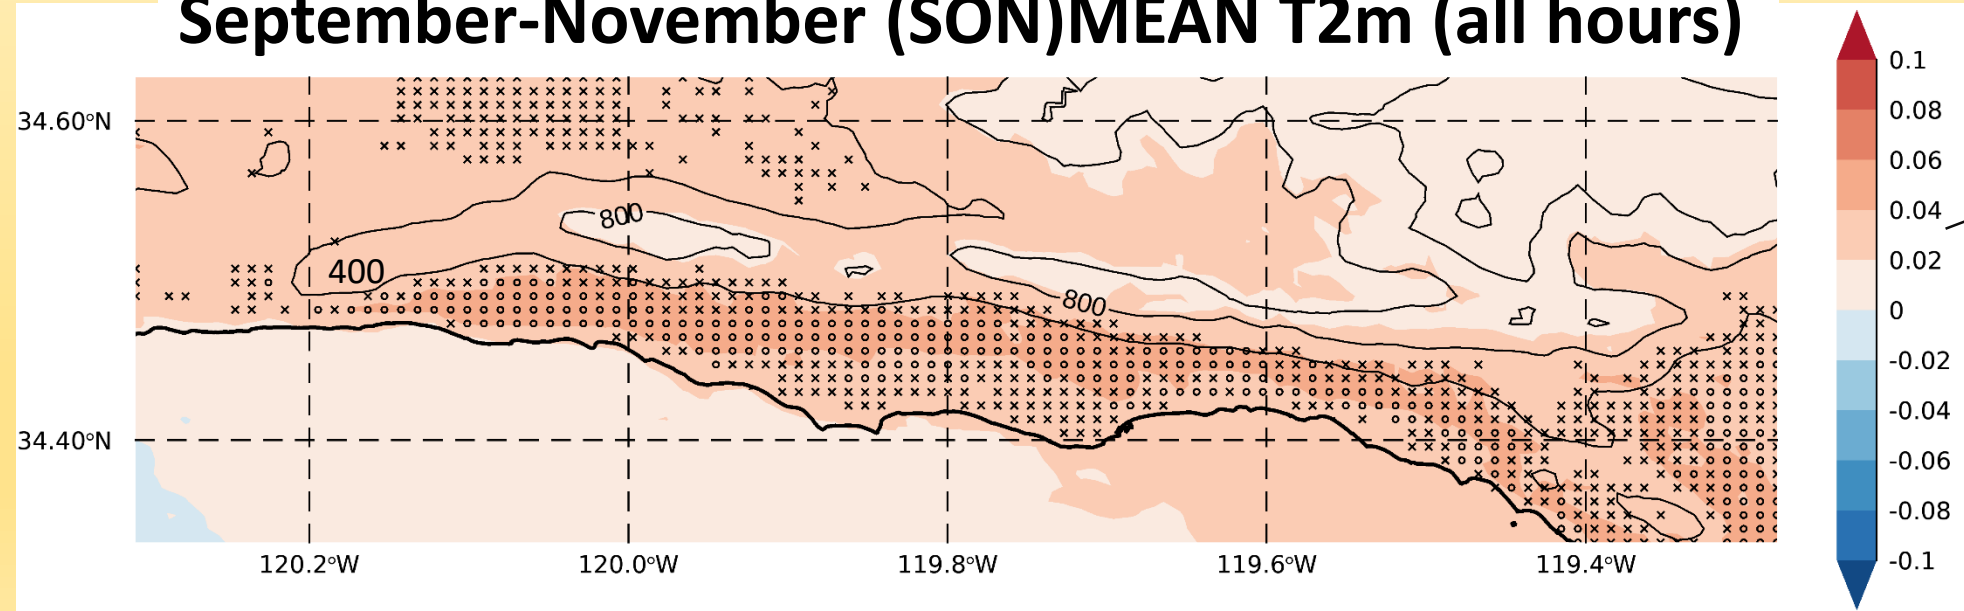 September-November (SON)MEAN T2m (all hours)
34.60°N
34.40°N
800
400
800
120.2°W
120.0°W
119.8°W
119.6°W
119.4°W
0.1
0.08
0.06
0.04
0.02
0
-0.02
-0.04
-0.06
-0.08
-0.1